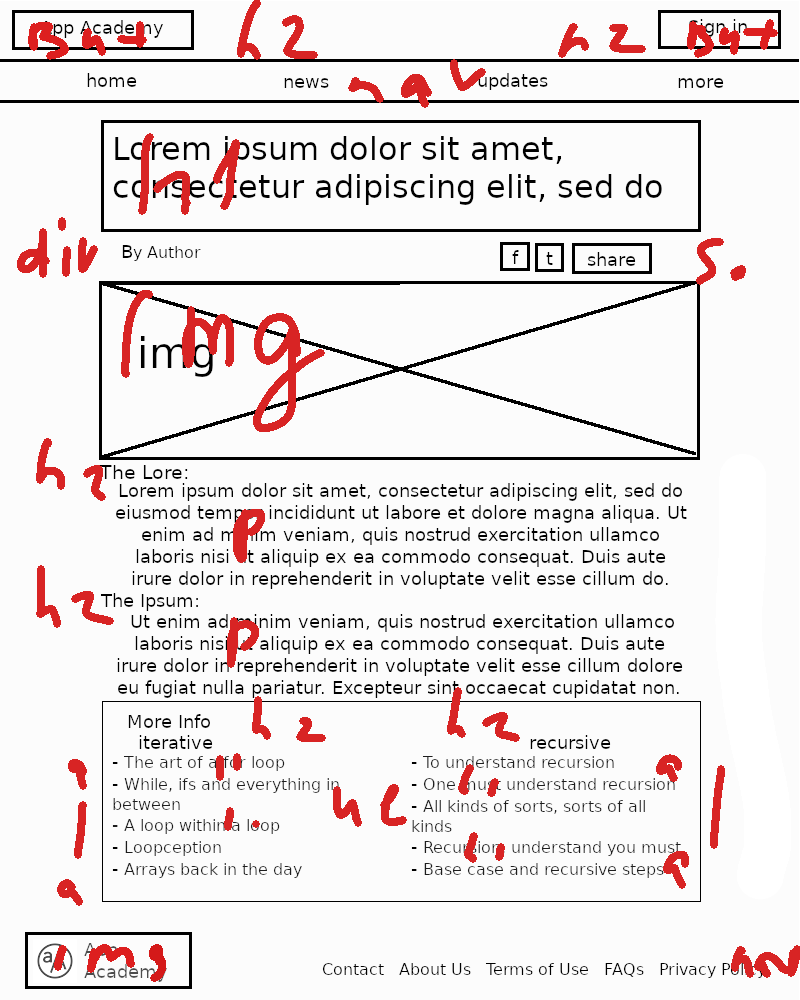 App Academy Sign in
But h2 h2 But
home news updates more
nav
Lorem ipsum dolor sit amet,
consectetur adipiscing elit, sed do
h1
div By Author f t share s.
img
img
h2 The Lore:
Lorem ipsum dolor sit amet, consectetur adipiscing elit, sed do
eiusmod tempor incididunt ut labore et dolore magna aliqua. Ut
enim ad minim veniam, quis nostrud exercitation ullamco
laboris nisi ut aliquip ex ea commodo consequat. Duis aute
irure dolor in reprehenderit in voluptate velit esse cillum do.
p
h2 The Ipsum:
Ut enim ad minim veniam, quis nostrud exercitation ullamco
laboris nisi ut aliquip ex ea commodo consequat. Duis aute
irure dolor in reprehenderit in voluptate velit esse cillum dolore
eu fugiat nulla pariatur. Excepteur sint occaecat cupidatat non.
p
More Info h2 h2
iterative
- The art of a for loop
- While, ifs and everything in
between
- A loop within a loop
- Loopception
- Arrays back in the day
recursive
- To understand recursion
- One must understand recursion
- All kinds of sorts, sorts of all
kinds
- Recursion, understand you must
- Base case and recursive steps
a a
a a
App
Academy
img
Contact About Us Terms of Use FAQs Privacy Policy